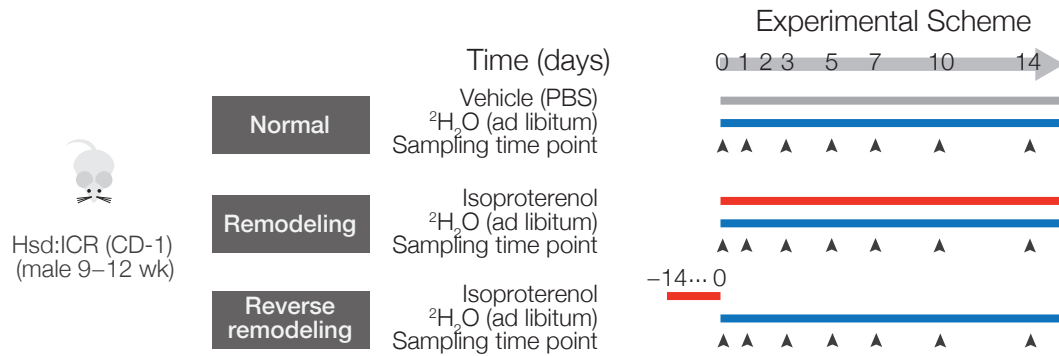 Experimental Scheme
Time (days)
0 1 2 3 5 7 10 14
Normal
Vehicle (PBS)
²H₂O (ad libitum)
Sampling time point
Hsd:ICR (CD-1)
(male 9–12 wk)
Remodeling
Isoproterenol
²H₂O (ad libitum)
Sampling time point
−14··· 0
Reverse
remodeling
Isoproterenol
²H₂O (ad libitum)
Sampling time point